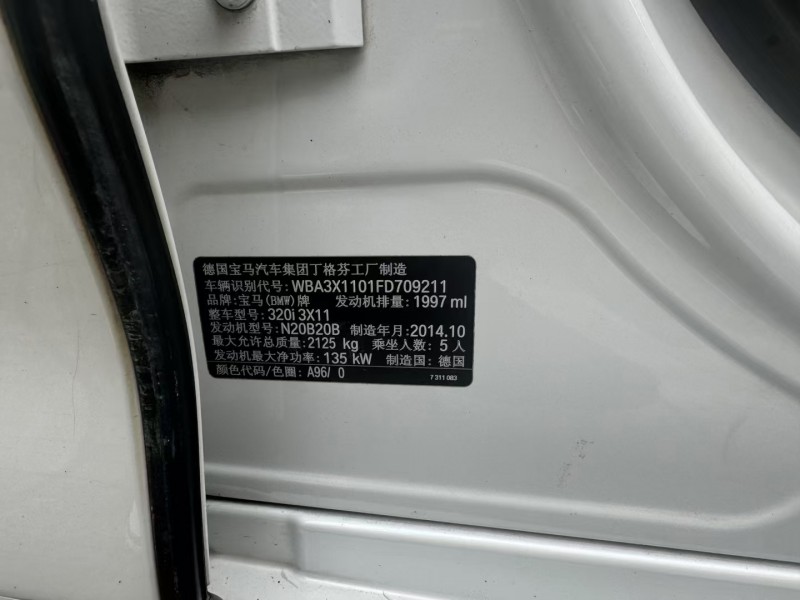 德国宝马汽车集团丁格芬工厂制造
车辆识别代号: WBA3X1101FD709211
品牌: 宝马(BMW)牌 发动机排量: 1997 ml
整车型号: 320i 3X11
发动机型号: N20B20B 制造年月: 2014.10
最大允许总质量: 2125 kg 乘坐人数: 5 人
发动机最大净功率: 135 kW 制造国: 德国
颜色代码/色圈: A96/ 0 7 311 083